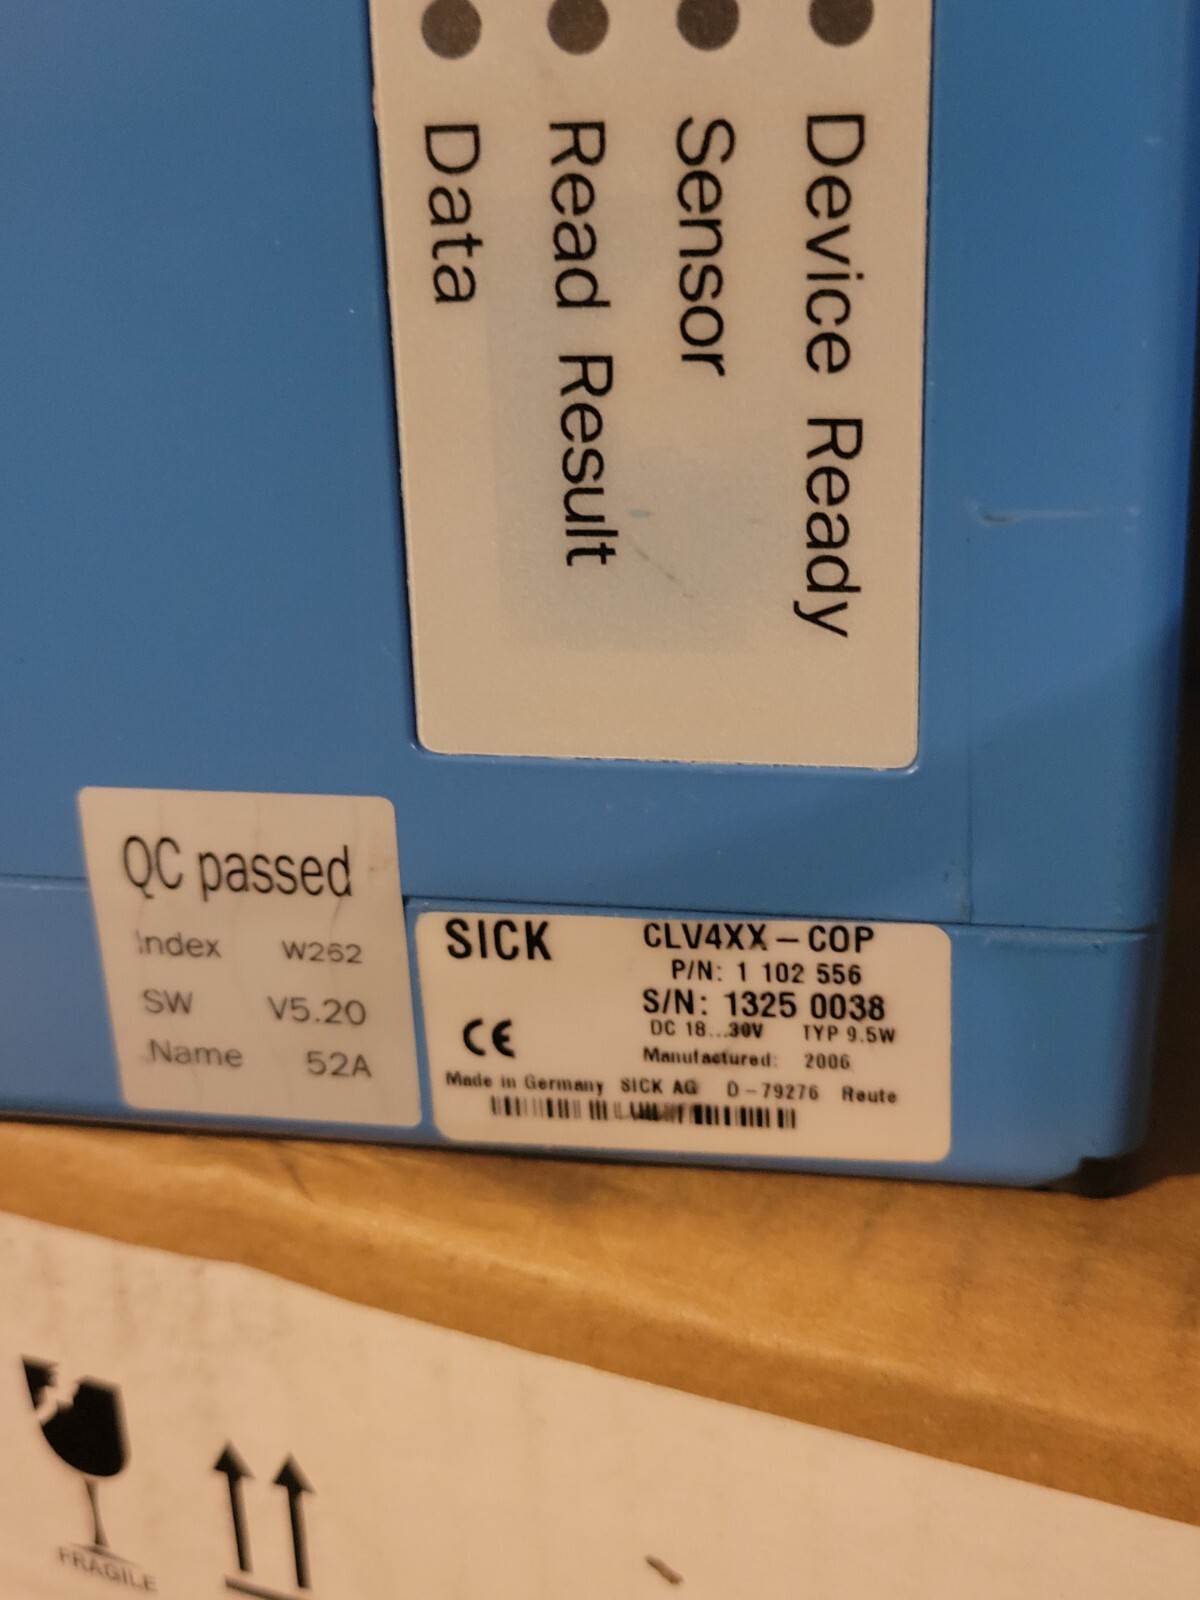 Device Ready
Sensor
Read Result
Data
QC passed
Index W262
SW V5.20
Name 52A
SICK
CLV4XX-COP
P/N: 1 102 556
S/N: 1325 0038
DC 18...30V TYP 9.5W
CE
Manufactured: 2006
Made in Germany SICK AG D-79276 Reute
FRAGILE